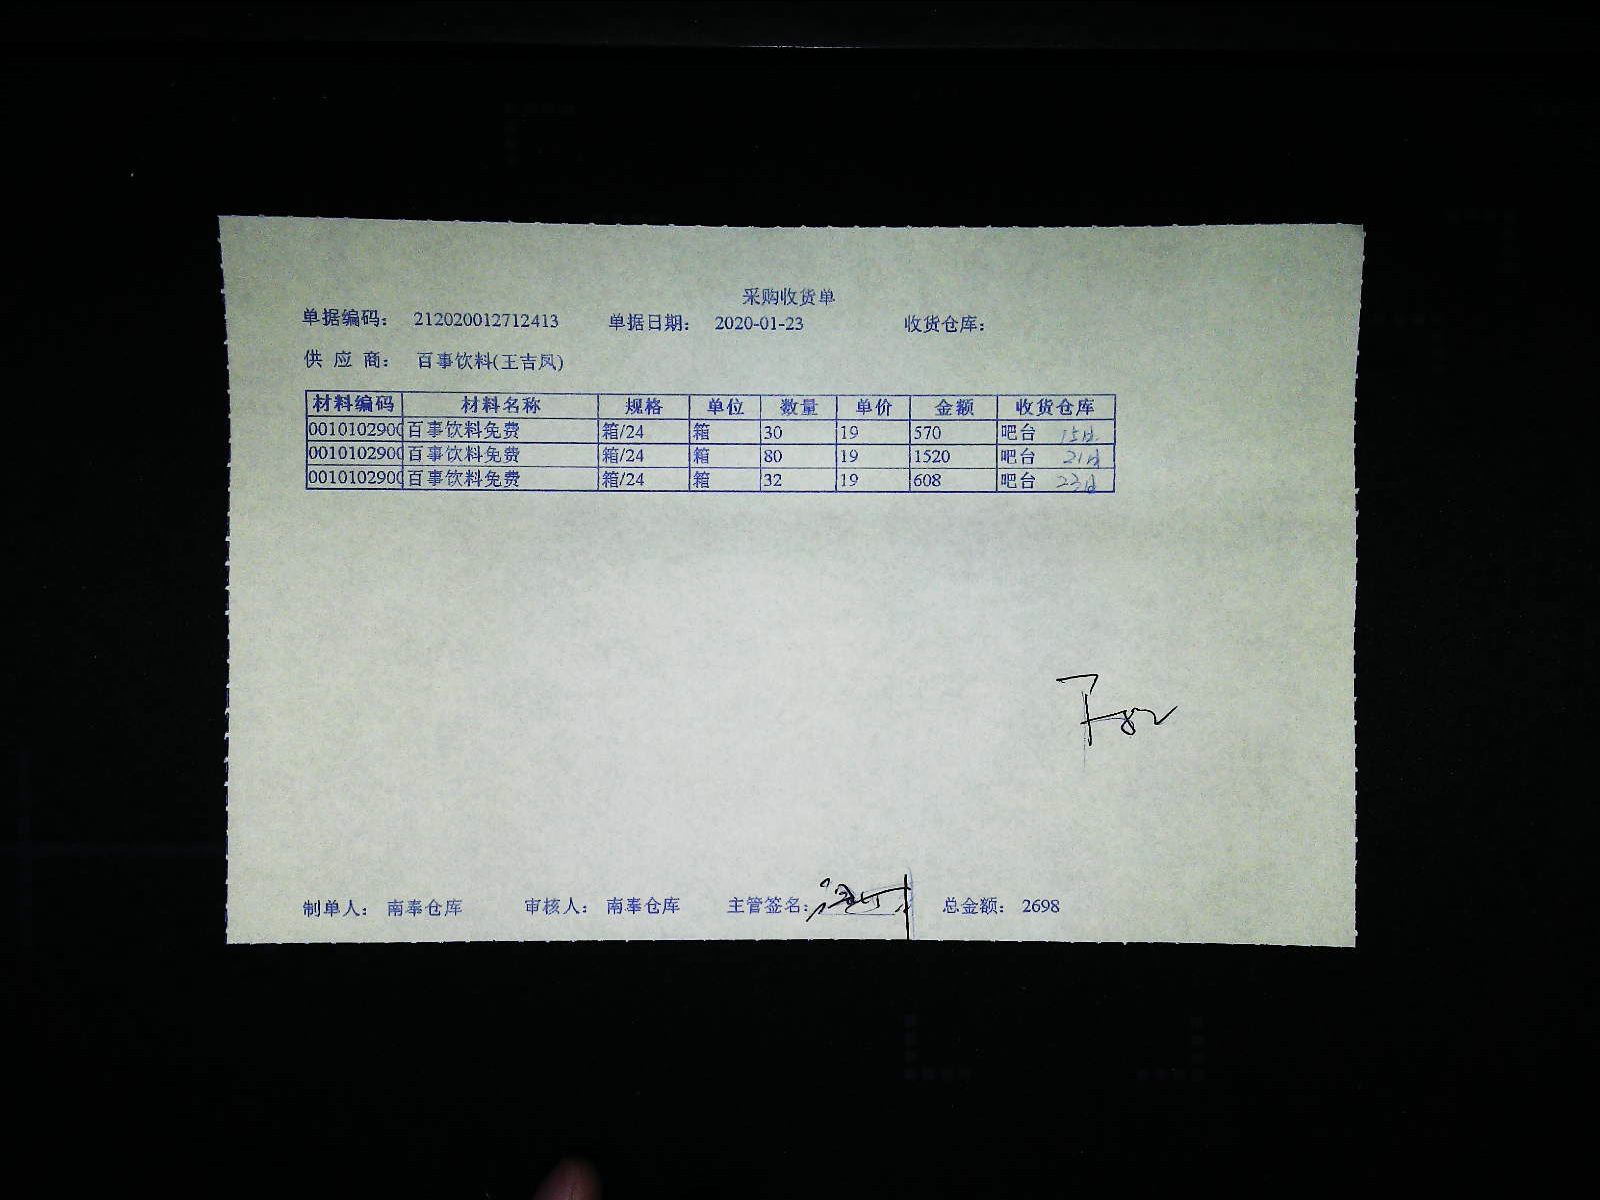 采购收货单
单据编码： 212020012712413 单据日期： 2020-01-23 收货仓库：
供 应 商： 百事饮料(王吉凤)
材料编码 材料名称 规格 单位 数量 单价 金额 收货仓库
0010102900 百事饮料免费 箱/24 箱 30 19 570 吧台 15日
0010102900 百事饮料免费 箱/24 箱 80 19 1520 吧台 21日
0010102900 百事饮料免费 箱/24 箱 32 19 608 吧台 23日
制单人： 南奉仓库 审核人： 南奉仓库 主管签名： 总金额： 2698